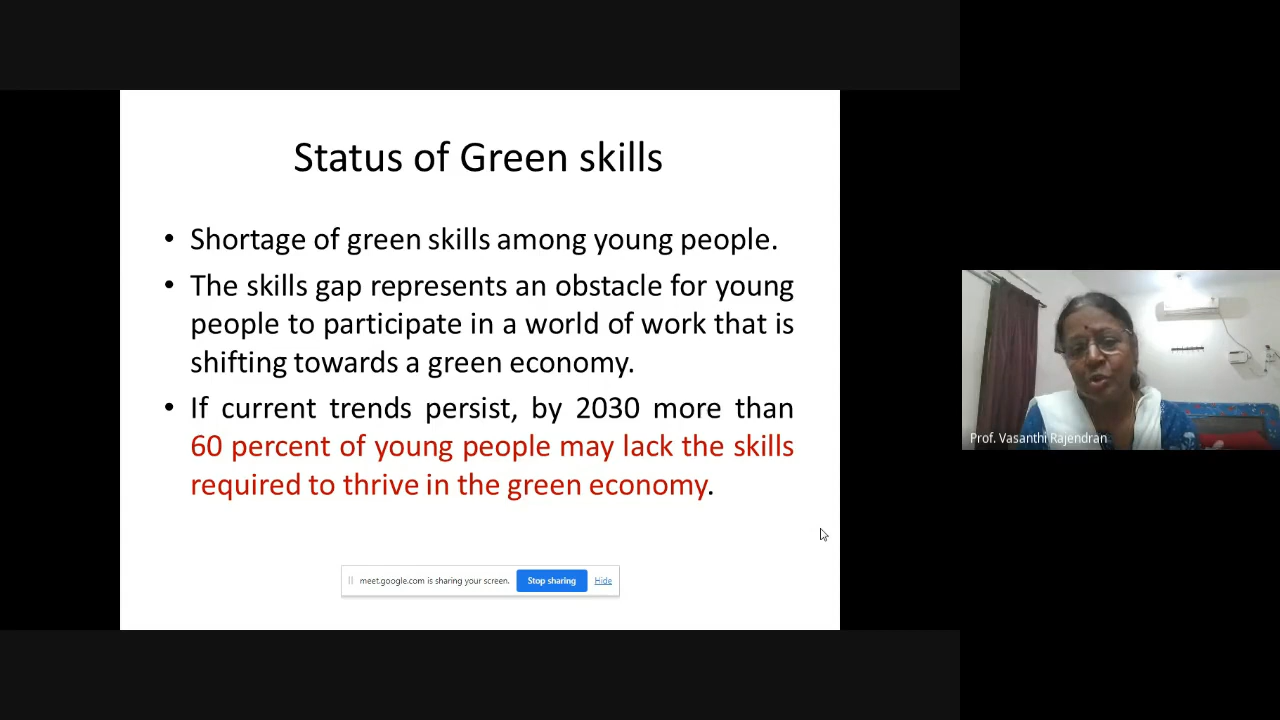 Status of Green skills
• Shortage of green skills among young people.
• The skills gap represents an obstacle for young
people to participate in a world of work that is
shifting towards a green economy.
• If current trends persist, by 2030 more than
60 percent of young people may lack the skills
required to thrive in the green economy.
meet.google.com is sharing your screen. Stop sharing Hide
Prof. Vasanthi Rajendran